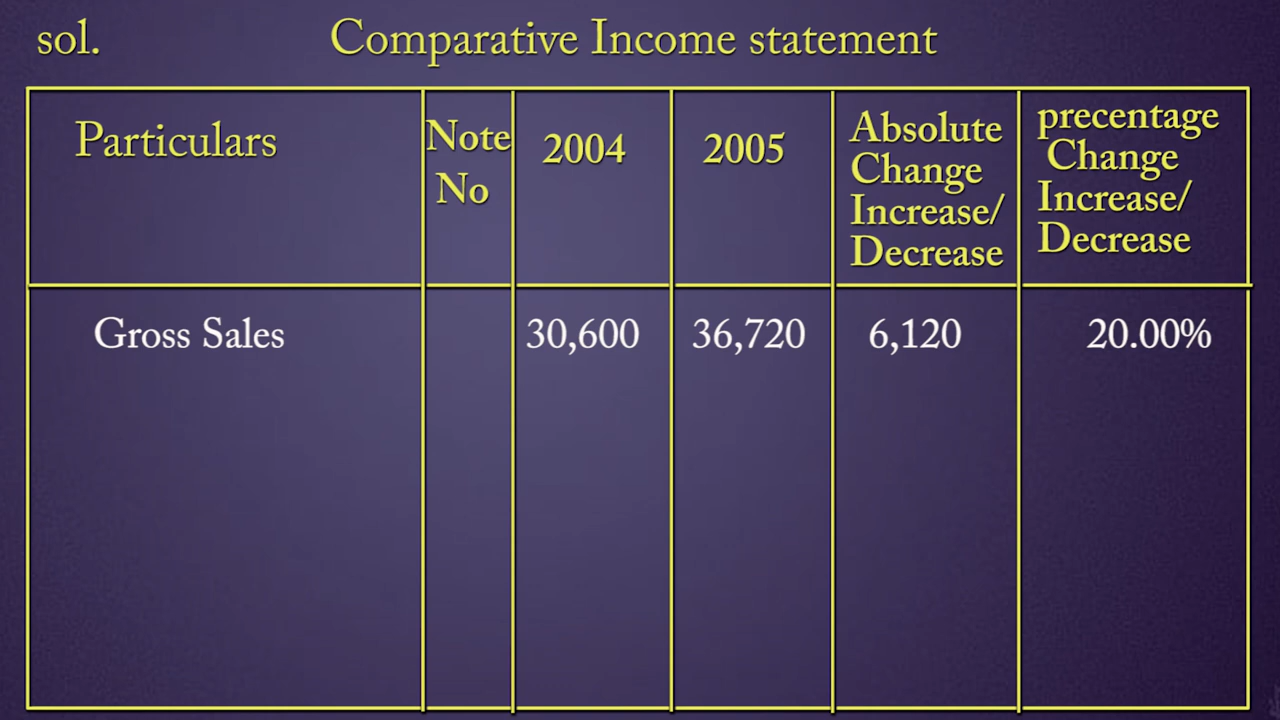 sol.
Comparative Income statement
Particulars
Note
No
2004
2005
Absolute
Change
Increase/
Decrease
precentage
Change
Increase/
Decrease
Gross Sales
30,600
36,720
6,120
20.00%